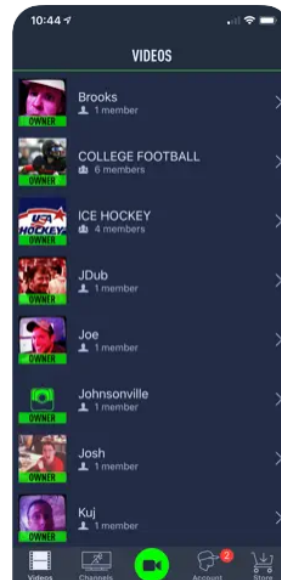 10:44
VIDEOS
Brooks
1 member
OWNER
COLLEGE FOOTBALL
6 members
OWNER
ICE HOCKEY
4 members
USA
HOCKEY
OWNER
JDub
1 member
OWNER
Joe
1 member
OWNER
Johnsonville
1 member
OWNER
Josh
1 member
OWNER
Kuj
1 member
OWNER
2
Videos
Channels
Account
Store